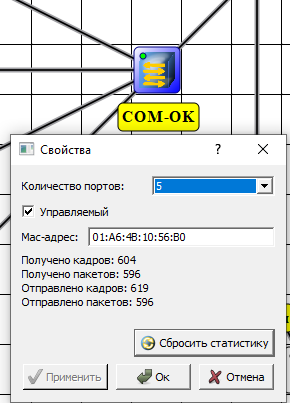 COM-OK
Свойства
Количество портов:
5
Управляемый
Мас-адрес:
01:A6:4B:10:56:B0
Получено кадров: 604
Получено пакетов: 596
Отправлено кадров: 619
Отправлено пакетов: 596
Сбросить статистику
Применить
Ок
Отмена